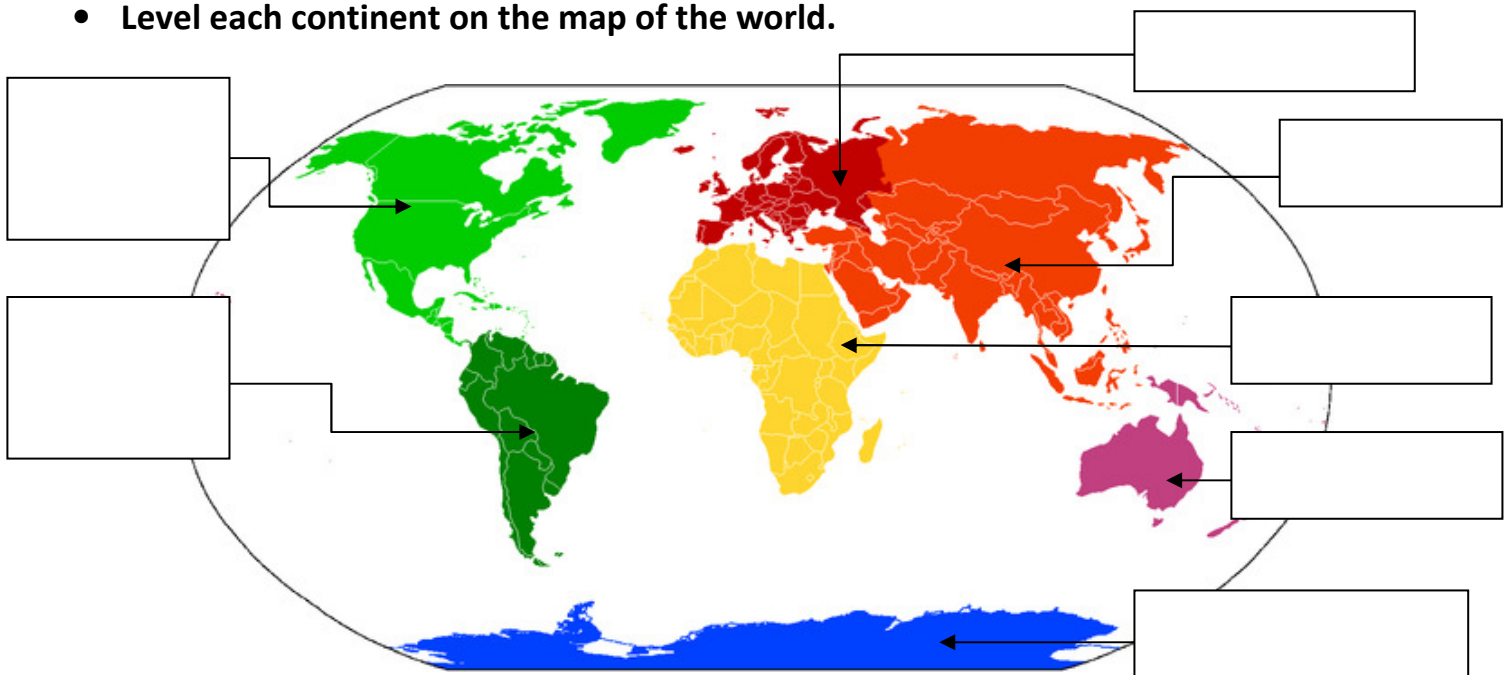 • Level each continent on the map of the world.